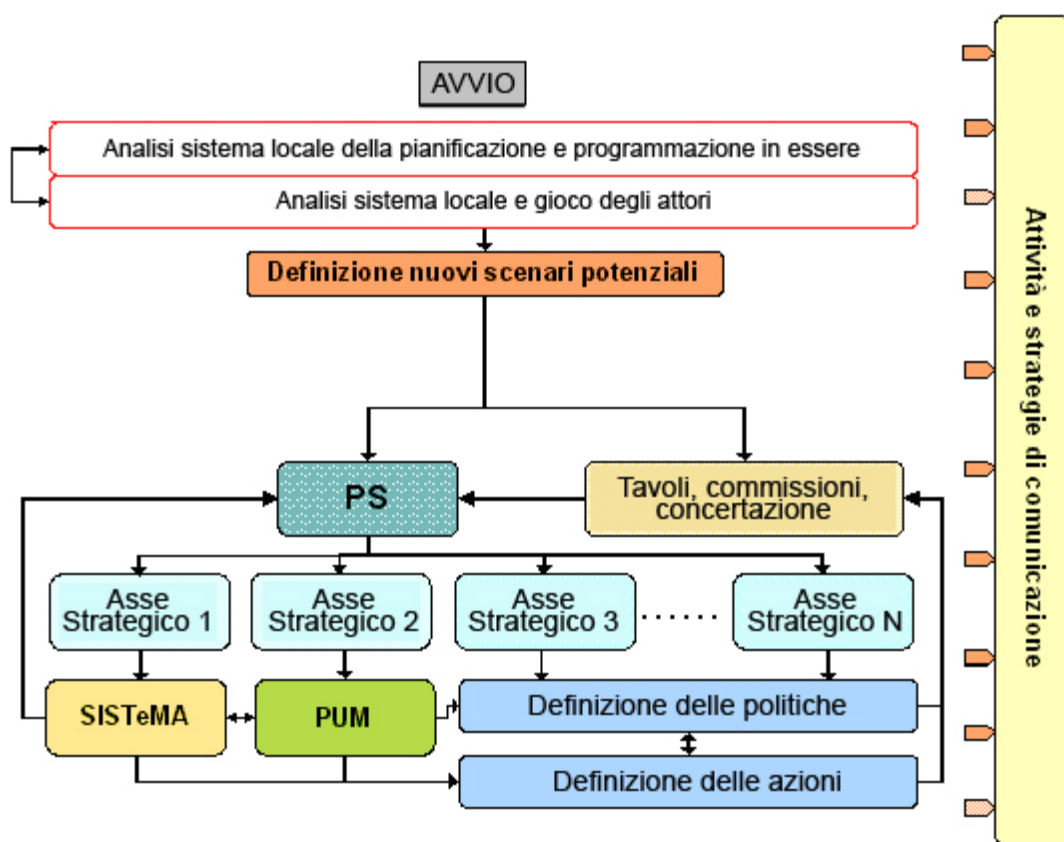 AVVIO
Analisi sistema locale della pianificazione e programmazione in essere
Analisi sistema locale e gioco degli attori
Definizione nuovi scenari potenziali
PS
Tavoli, commissioni,
concertazione
Asse
Strategico 1
Asse
Strategico 2
Asse
Strategico 3
.......
Asse
Strategico N
SISTeMA
PUM
Definizione delle politiche
Definizione delle azioni
Attività e strategie di comunicazione